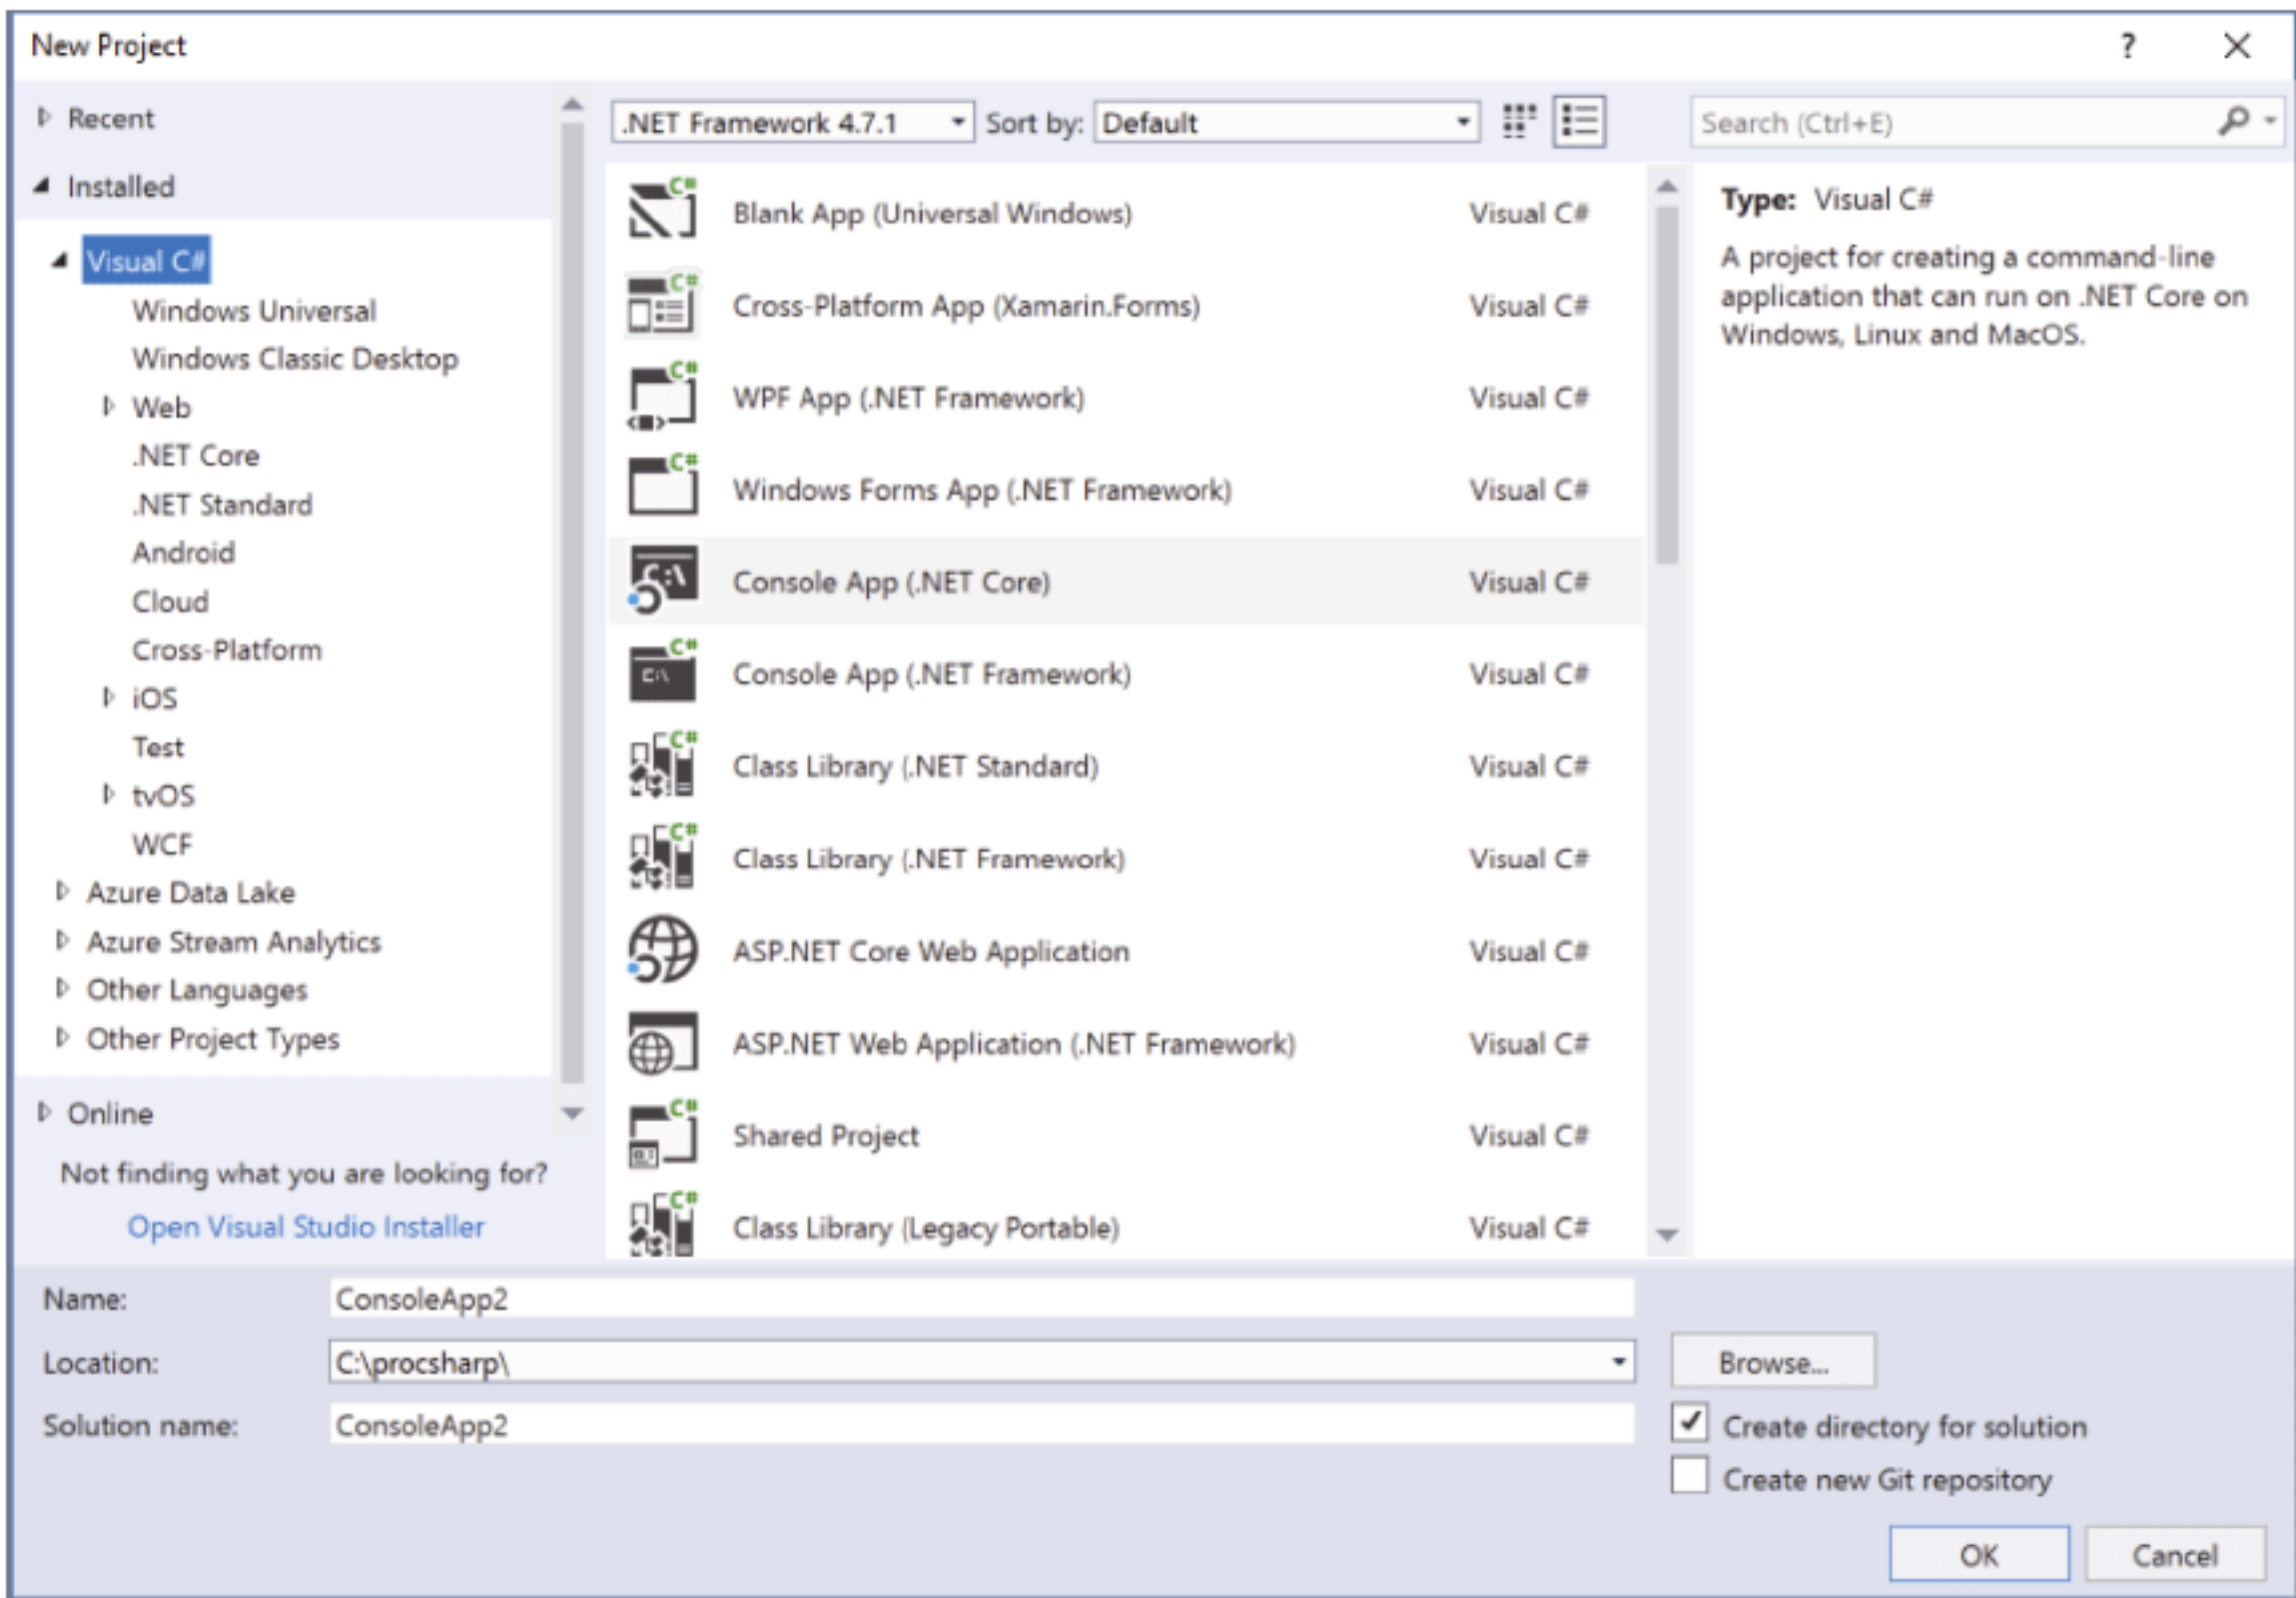 New Project
?
Recent
Installed
Visual C#
Windows Universal
Windows Classic Desktop
Web
.NET Core
.NET Standard
Android
Cloud
Cross-Platform
iOS
Test
tvOS
WCF
Azure Data Lake
Azure Stream Analytics
Other Languages
Other Project Types
Online
Not finding what you are looking for?
Open Visual Studio Installer
.NET Framework 4.7.1 Sort by: Default
Blank App (Universal Windows) Visual C#
Cross-Platform App (Xamarin.Forms) Visual C#
WPF App (.NET Framework) Visual C#
Windows Forms App (.NET Framework) Visual C#
Console App (.NET Core) Visual C#
Console App (.NET Framework) Visual C#
Class Library (.NET Standard) Visual C#
Class Library (.NET Framework) Visual C#
ASP.NET Core Web Application Visual C#
ASP.NET Web Application (.NET Framework) Visual C#
Shared Project Visual C#
Class Library (Legacy Portable) Visual C#
Search (Ctrl+E)
Type: Visual C#
A project for creating a command-line
application that can run on .NET Core on
Windows, Linux and MacOS.
Name: ConsoleApp2
Location: C:\procsharp\
Browse...
Solution name: ConsoleApp2
Create directory for solution
Create new Git repository
OK Cancel